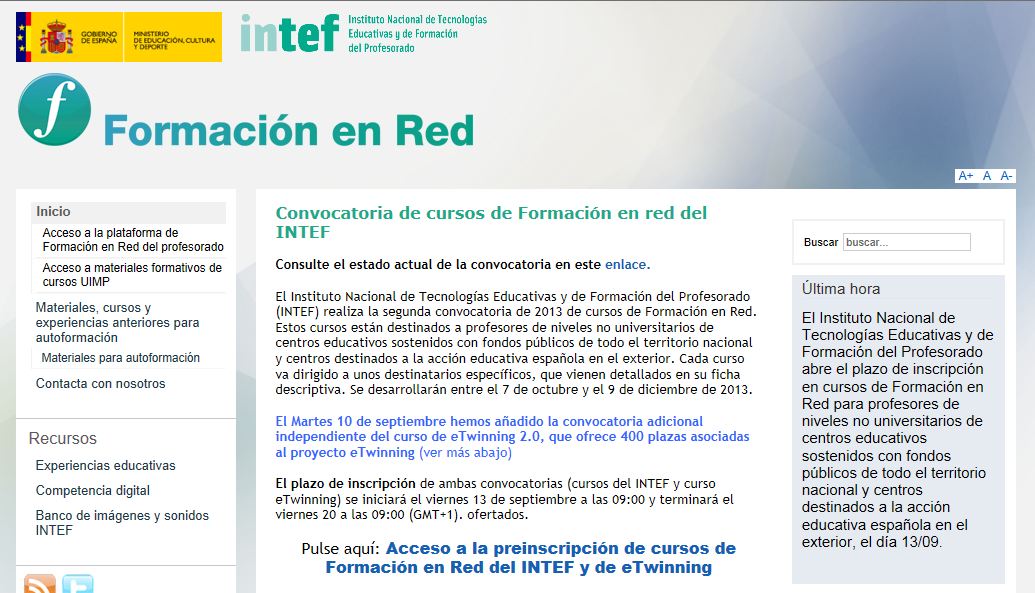 GOBIERNO
DE ESPAÑA
MINISTERIO
DE EDUCACIÓN, CULTURA
Y DEPORTE
intef
Instituto Nacional de Tecnologías
Educativas y de Formación
del Profesorado
f
Formación en Red
A+ A A-
Inicio
Acceso a la plataforma de
Formación en Red del profesorado
Acceso a materiales formativos de
cursos UIMP
Materiales, cursos y
experiencias anteriores para
autoformación
Materiales para autoformación
Contacta con nosotros
Recursos
Experiencias educativas
Competencia digital
Banco de imágenes y sonidos
INTEF
Convocatoria de cursos de Formación en red del
INTEF
Consulte el estado actual de la convocatoria en este enlace.
El Instituto Nacional de Tecnologías Educativas y de Formación del Profesorado
(INTEF) realiza la segunda convocatoria de 2013 de cursos de Formación en Red.
Estos cursos están destinados a profesores de niveles no universitarios de
centros educativos sostenidos con fondos públicos de todo el territorio nacional
y centros destinados a la acción educativa española en el exterior. Cada curso
va dirigido a unos destinatarios específicos, que vienen detallados en su ficha
descriptiva. Se desarrollarán entre el 7 de octubre y el 9 de diciembre de 2013.
El Martes 10 de septiembre hemos añadido la convocatoria adicional
independiente del curso de eTwinning 2.0, que ofrece 400 plazas asociadas
al proyecto eTwinning (ver más abajo)
El plazo de inscripción de ambas convocatorias (cursos del INTEF y curso
eTwinning) se iniciará el viernes 13 de septiembre a las 09:00 y terminará el
viernes 20 a las 09:00 (GMT+1). ofertados.
Pulse aquí: Acceso a la preinscripción de cursos de
Formación en Red del INTEF y de eTwinning
Buscar buscar...
Última hora
El Instituto Nacional de
Tecnologías Educativas y de
Formación del Profesorado
abre el plazo de inscripción
en cursos de Formación en
Red para profesores de
niveles no universitarios de
centros educativos
sostenidos con fondos
públicos de todo el territorio
nacional y centros
destinados a la acción
educativa española en el
exterior, el día 13/09.